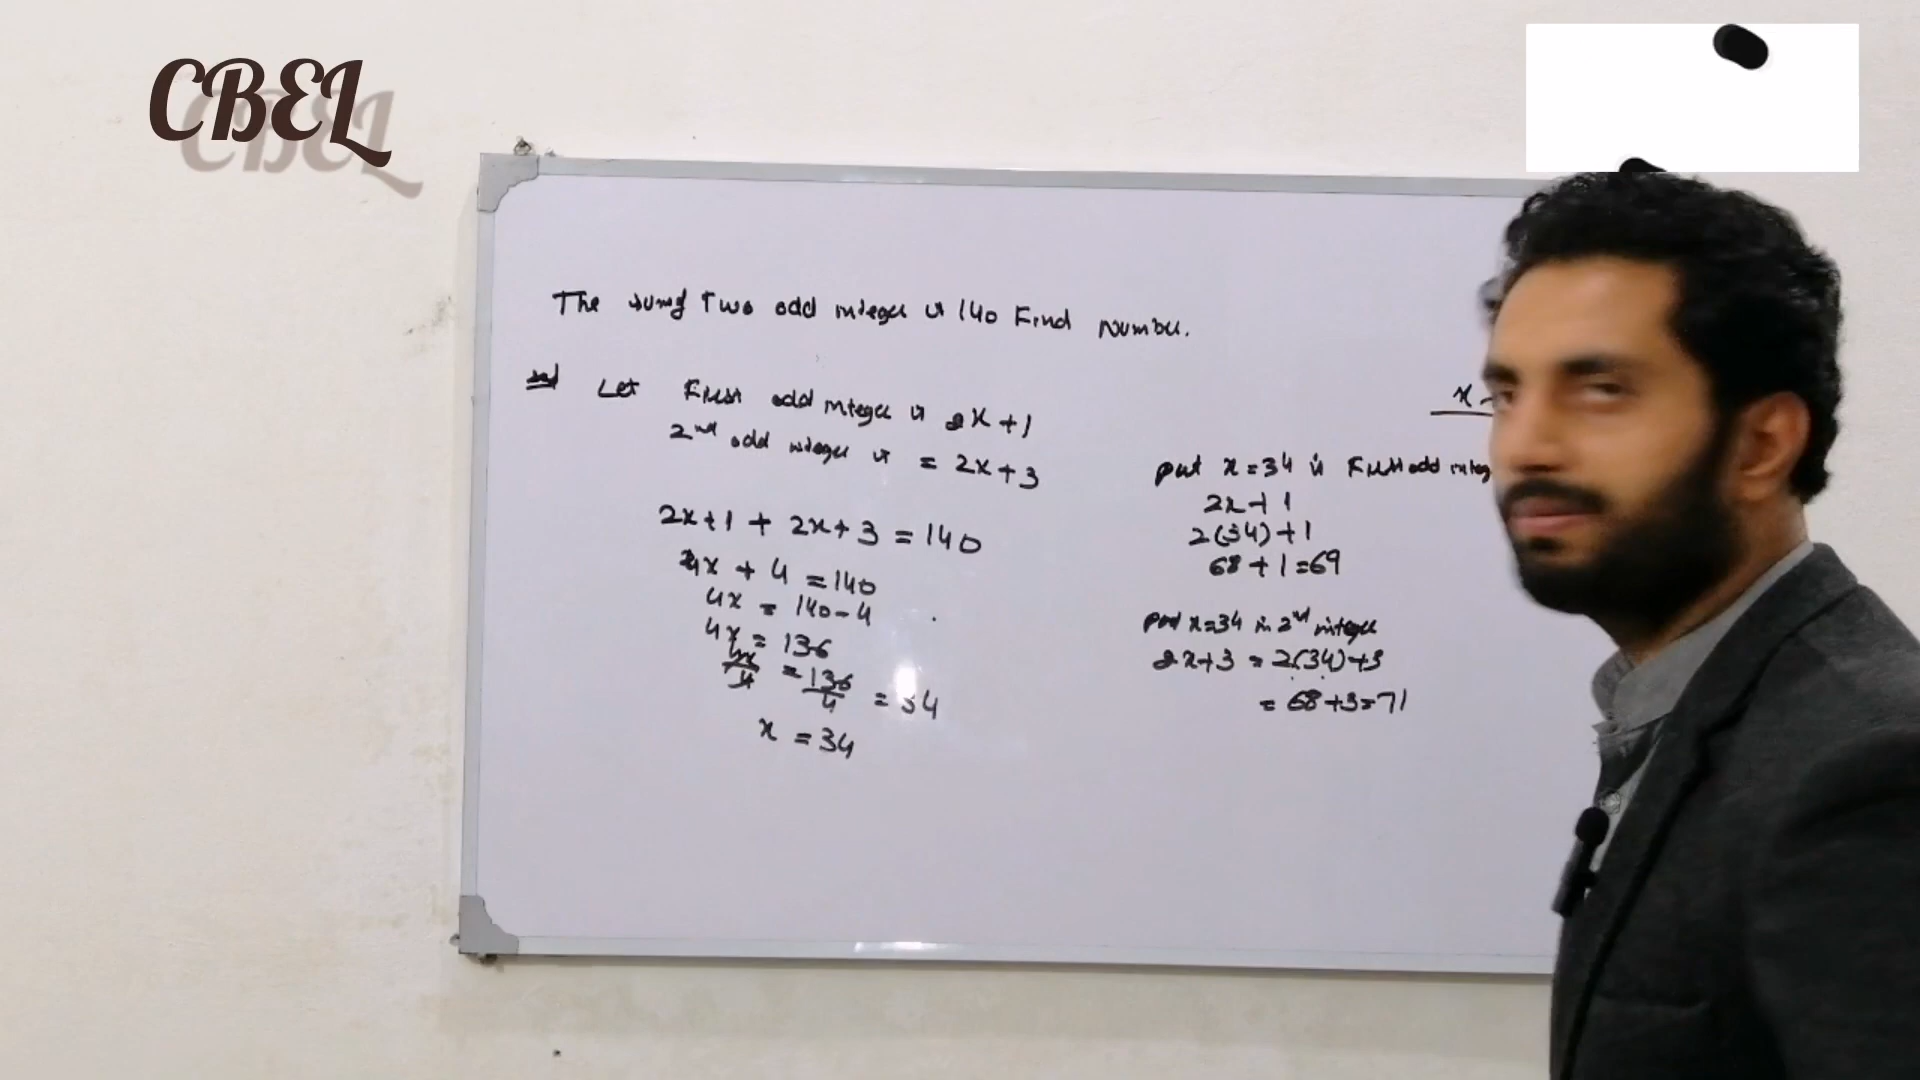 CBEL
The sum of Two odd integer is 140 Find number.
Sol Let First odd integer is 2x+1
2nd odd integer is = 2x+3
2x+1 + 2x+3 = 140
4x + 4 = 140
4x = 140-4
4x = 136
4x/4 = 136/4 = 34
x = 34
x
put x=34 in First odd integ
2x+1
2(34)+1
68+1=69
put x=34 in 2nd integer
2x+3 = 2(34)+3
= 68+3=71